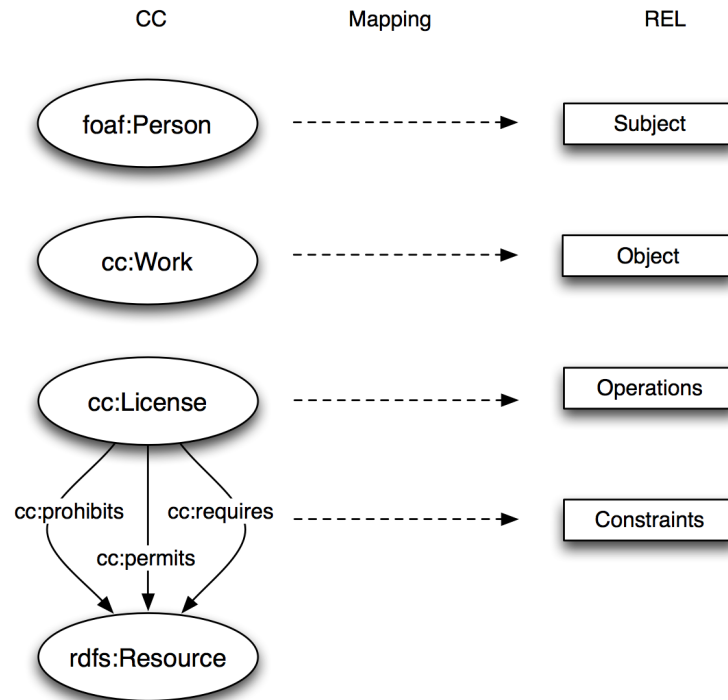 CC Mapping REL
foaf:Person Subject
cc:Work Object
cc:License Operations
cc:prohibits cc:requires Constraints
cc:permits
rdfs:Resource